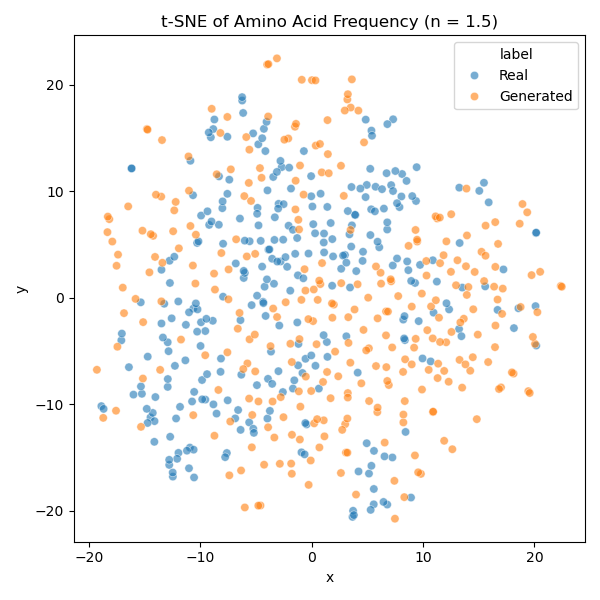 t-SNE of Amino Acid Frequency (n = 1.5)
label
Real
Generated
y
20
10
0
−10
−20
−20 −10 0 10 20
x